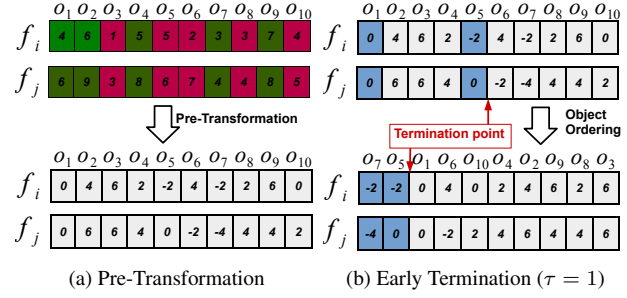 o1 o2 o3 o4 o5 o6 o7 o8 o9 o10
fi 4 6 1 5 5 2 3 3 7 4
fj 6 9 3 8 6 7 4 4 8 5
Pre-Transformation
o1 o2 o3 o4 o5 o6 o7 o8 o9 o10
fi 0 4 6 2 -2 4 -2 2 6 0
fj 0 6 6 4 0 -2 -4 4 4 2
(a) Pre-Transformation
o1 o2 o3 o4 o5 o6 o7 o8 o9 o10
fi 0 4 6 2 -2 4 -2 2 6 0
fj 0 6 6 4 0 -2 -4 4 4 2
Termination point
Object
Ordering
o7 o5 o1 o6 o10 o4 o2 o9 o8 o3
fi -2 -2 0 4 0 2 4 6 2 6
fj -4 0 0 -2 2 4 6 4 4 6
(b) Early Termination (τ = 1)